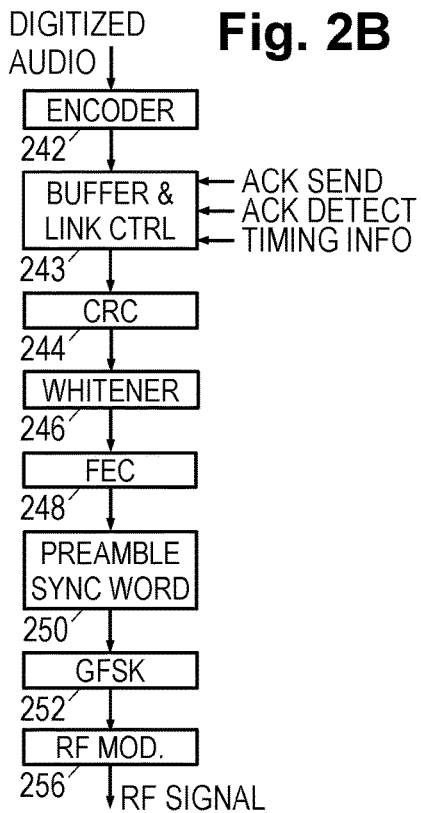 DIGITIZED
AUDIO
Fig. 2B
ENCODER
242
BUFFER &
LINK CTRL
ACK SEND
ACK DETECT
TIMING INFO
243
CRC
244
WHITENER
246
FEC
248
PREAMBLE
SYNC WORD
250
GFSK
252
RF MOD.
256
RF SIGNAL